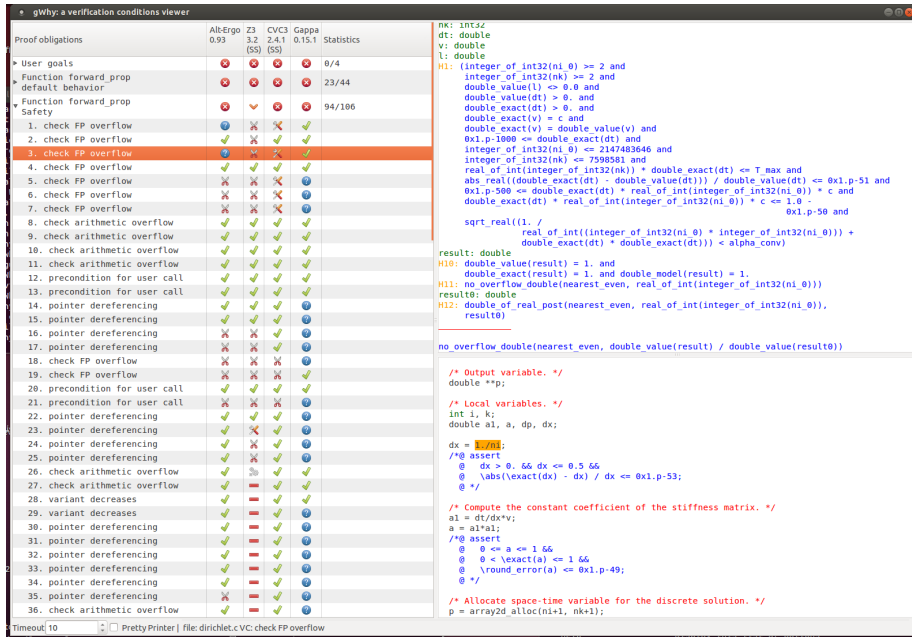 gWhy: a verification conditions viewer
Proof obligations
Alt-Ergo 0.93
Z3 3.2 (SS)
CVC3 2.4.1 (SS)
Gappa 0.15.1
Statistics
User goals 0/4
Function forward_prop
default behavior 23/44
Function forward_prop
Safety 94/106
1. check FP overflow
2. check FP overflow
3. check FP overflow
4. check FP overflow
5. check FP overflow
6. check FP overflow
7. check FP overflow
8. check arithmetic overflow
9. check arithmetic overflow
10. check arithmetic overflow
11. check arithmetic overflow
12. precondition for user call
13. precondition for user call
14. pointer dereferencing
15. pointer dereferencing
16. pointer dereferencing
17. pointer dereferencing
18. check FP overflow
19. check FP overflow
20. precondition for user call
21. precondition for user call
22. pointer dereferencing
23. pointer dereferencing
24. pointer dereferencing
25. pointer dereferencing
26. check arithmetic overflow
27. check arithmetic overflow
28. variant decreases
29. variant decreases
30. pointer dereferencing
31. pointer dereferencing
32. pointer dereferencing
33. pointer dereferencing
34. pointer dereferencing
35. pointer dereferencing
36. check arithmetic overflow
nk: int32
dt: double
v: double
l: double
H1: (integer_of_int32(ni_0) >= 2 and
integer_of_int32(nk) >= 2 and
double_value(l) <> 0.0 and
double_value(dt) > 0. and
double_exact(dt) > 0. and
double_exact(v) = c and
double_exact(v) = double_value(v) and
0x1.p-1000 <= double_exact(dt) and
integer_of_int32(ni_0) <= 2147483646 and
integer_of_int32(nk) <= 7598581 and
real_of_int(integer_of_int32(nk)) * double_exact(dt) <= T_max and
abs_real((double_exact(dt) - double_value(dt))) / double_value(dt) <= 0x1.p-51 and
0x1.p-500 <= double_exact(dt) * real_of_int(integer_of_int32(ni_0)) * c and
double_exact(dt) * real_of_int(integer_of_int32(ni_0)) * c <= 1.0 -
0x1.p-50 and
sqrt_real((1. /
real_of_int((integer_of_int32(ni_0) * integer_of_int32(ni_0))) +
double_exact(dt) * double_exact(dt))) < alpha_conv)
result: double
H10: double_value(result) = 1. and
double_exact(result) = 1. and double_model(result) = 1.
H11: no_overflow_double(nearest_even, real_of_int(integer_of_int32(ni_0)))
result0: double
H12: double_of_real_post(nearest_even, real_of_int(integer_of_int32(ni_0)),
result0)
no_overflow_double(nearest_even, double_value(result) / double_value(result0))
/* Output variable. */
double **p;
/* Local variables. */
int i, k;
double a1, a, dp, dx;
dx = 1./ni;
/*@ assert
@ dx > 0. && dx <= 0.5 &&
@ \abs(\exact(dx) - dx) / dx <= 0x1.p-53;
@ */
/* Compute the constant coefficient of the stiffness matrix. */
a1 = dt/dx*v;
a = a1*a1;
/*@ assert
@ 0 <= a <= 1 &&
@ 0 < \exact(a) <= 1 &&
@ \round_error(a) <= 0x1.p-49;
@ */
/* Allocate space-time variable for the discrete solution. */
p = array2d_alloc(ni+1, nk+1);
Timeout 10 Pretty Printer | file: dirichlet.c VC: check FP overflow